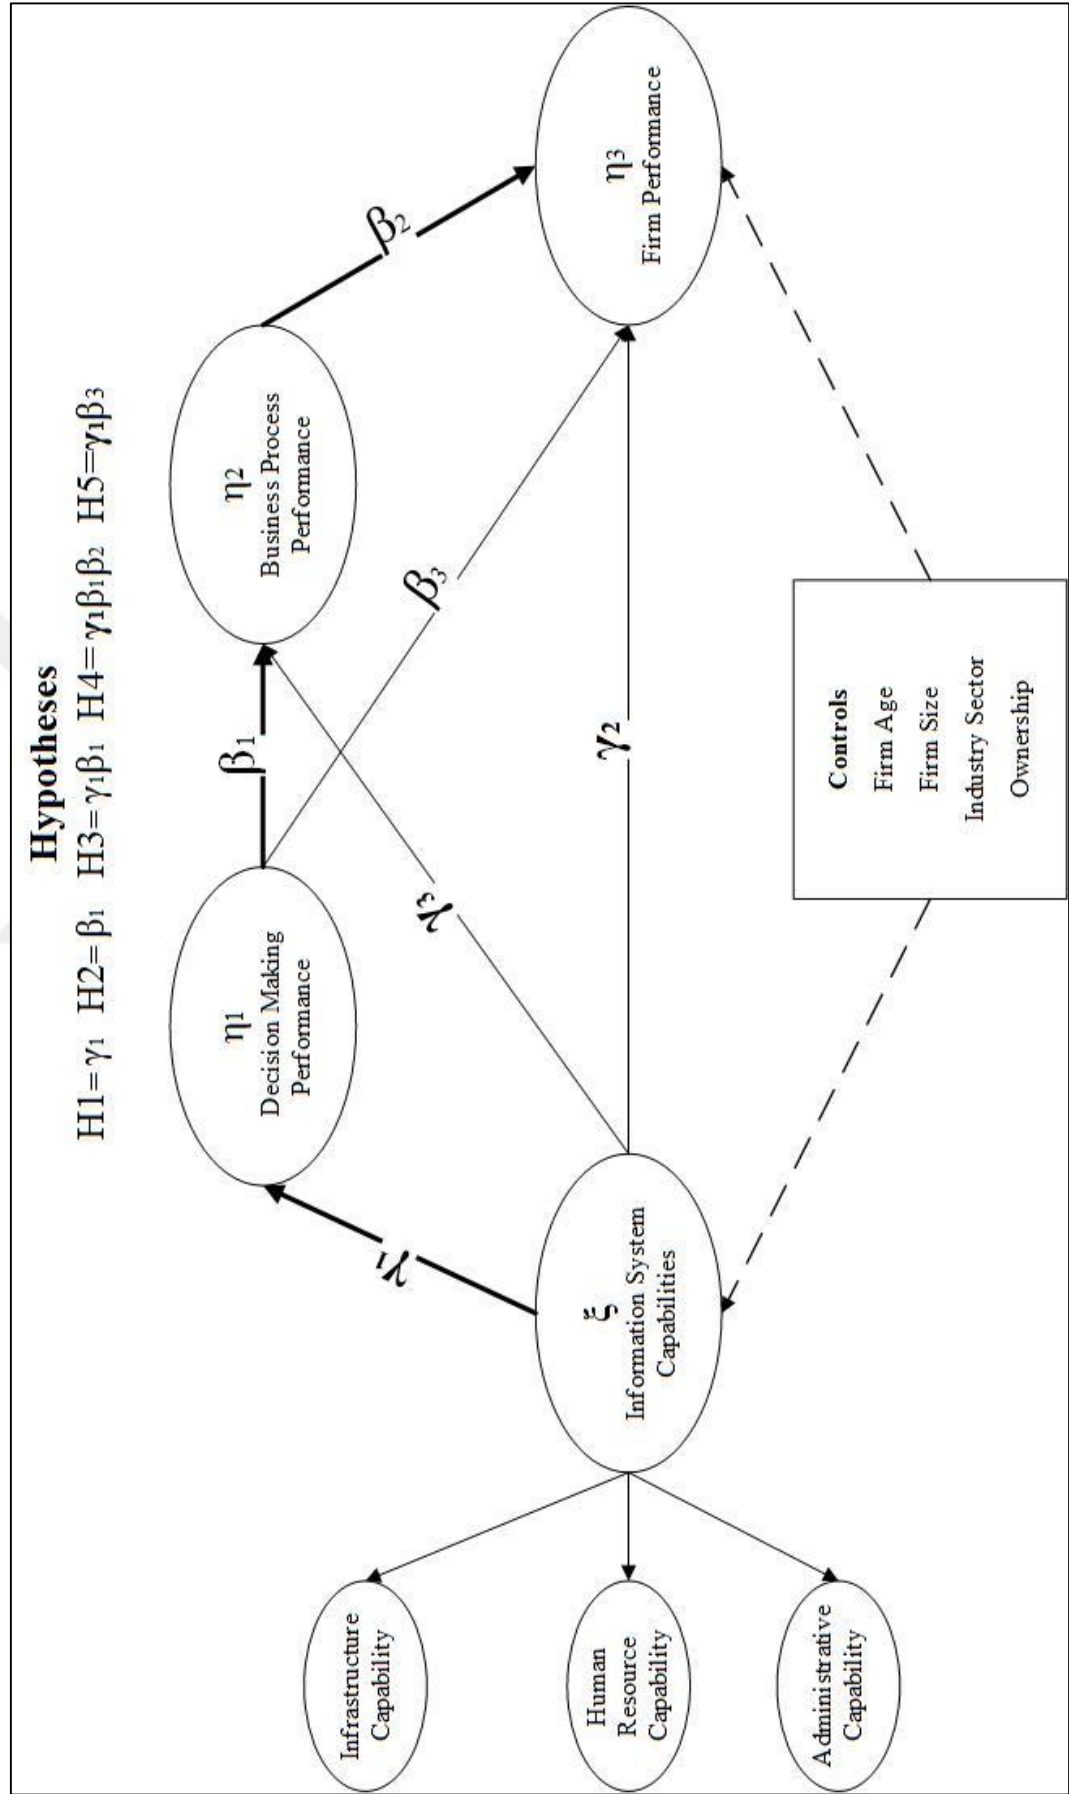 Hypotheses
H1=γ1 H2=β1 H3=γ1β1 H4=γ1β1β2 H5=γ1β3
η1
Decision Making
Performance
β1
η2
Business Process
Performance
γ1
γ3
β3
β2
Infrastructure
Capability
Human
Resource
Capability
Administrative
Capability
ξ
Information System
Capabilities
γ2
η3
Firm Performance
Controls
Firm Age
Firm Size
Industry Sector
Ownership